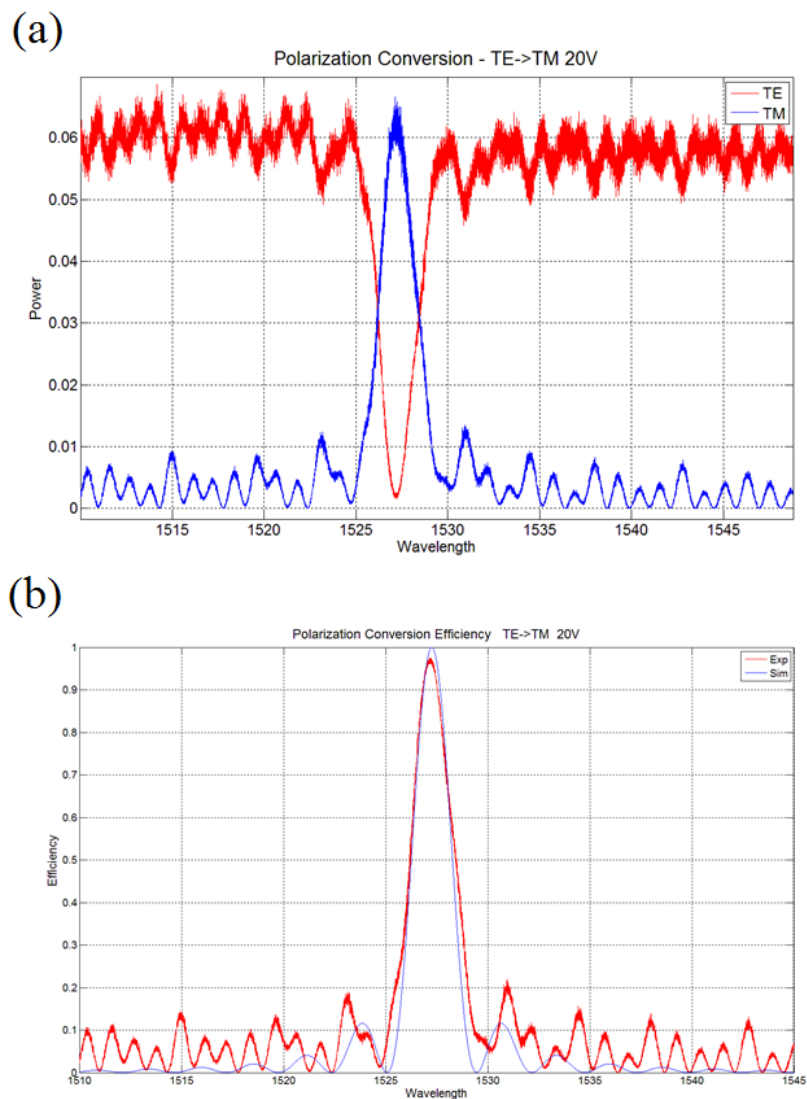 (a)
Polarization Conversion - TE->TM 20V
TE
TM
0.06
0.05
0.04
0.03
0.02
0.01
0
Power
1515
1520
1525
1530
1535
1540
1545
Wavelength
(b)
Polarization Conversion Efficiency TE->TM 20V
Exp
Sim
1
0.9
0.8
0.7
0.6
0.5
0.4
0.3
0.2
0.1
0
Efficiency
1510
1515
1520
1525
1530
1535
1540
1545
Wavelength